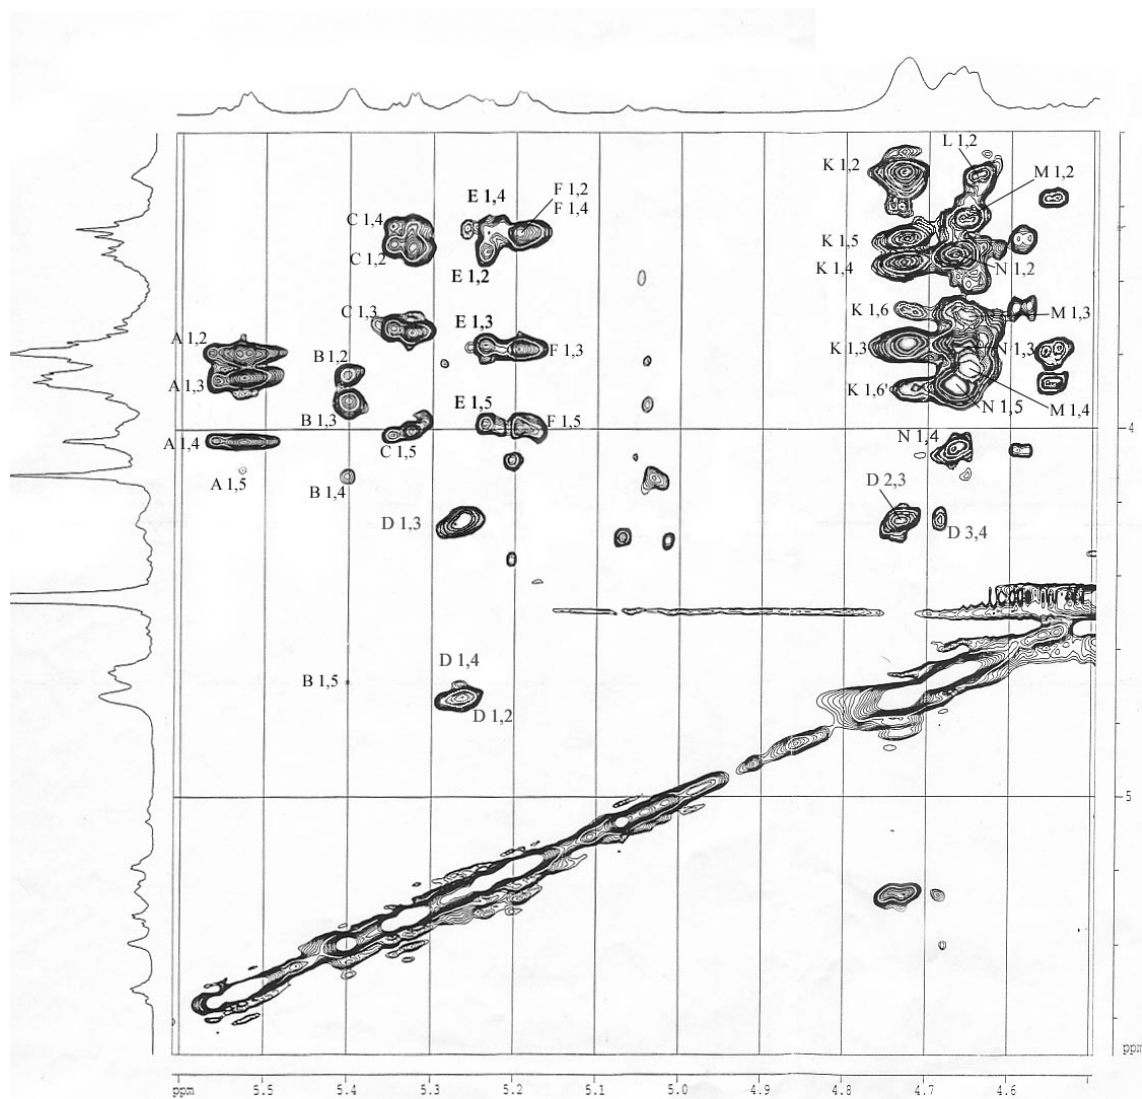 L 1,2
K 1,2
M 1,2
E 1,4
F 1,2
F 1,4
C 1,4
C 1,2
E 1,2
K 1,5
K 1,4
N 1,2
C 1,3
E 1,3
K 1,6
M 1,3
A 1,2
B 1,2
F 1,3
K 1,3
N 1,3
A 1,3
B 1,3
E 1,5
F 1,5
K 1,6'
N 1,5
M 1,4
A 1,4
C 1,5
N 1,4
4
A 1,5
B 1,4
D 2,3
D 1,3
D 3,4
D 1,4
B 1,5
D 1,2
5
ppm
ppm
5.5
5.4
5.3
5.2
5.1
5.0
4.9
4.8
4.7
4.6